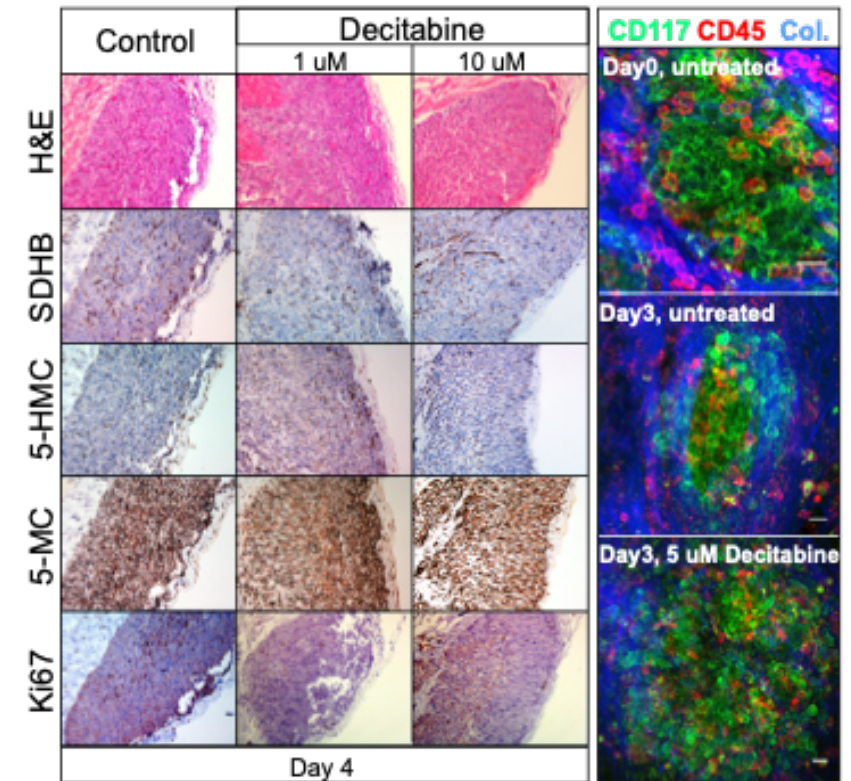 Control
Decitabine
1 uM
10 uM
H&E
SDHB
5-HMC
5-MC
Ki67
Day 4
CD117 CD45 Col.
Day0, untreated
Day3, untreated
Day3, 5 uM Decitabine